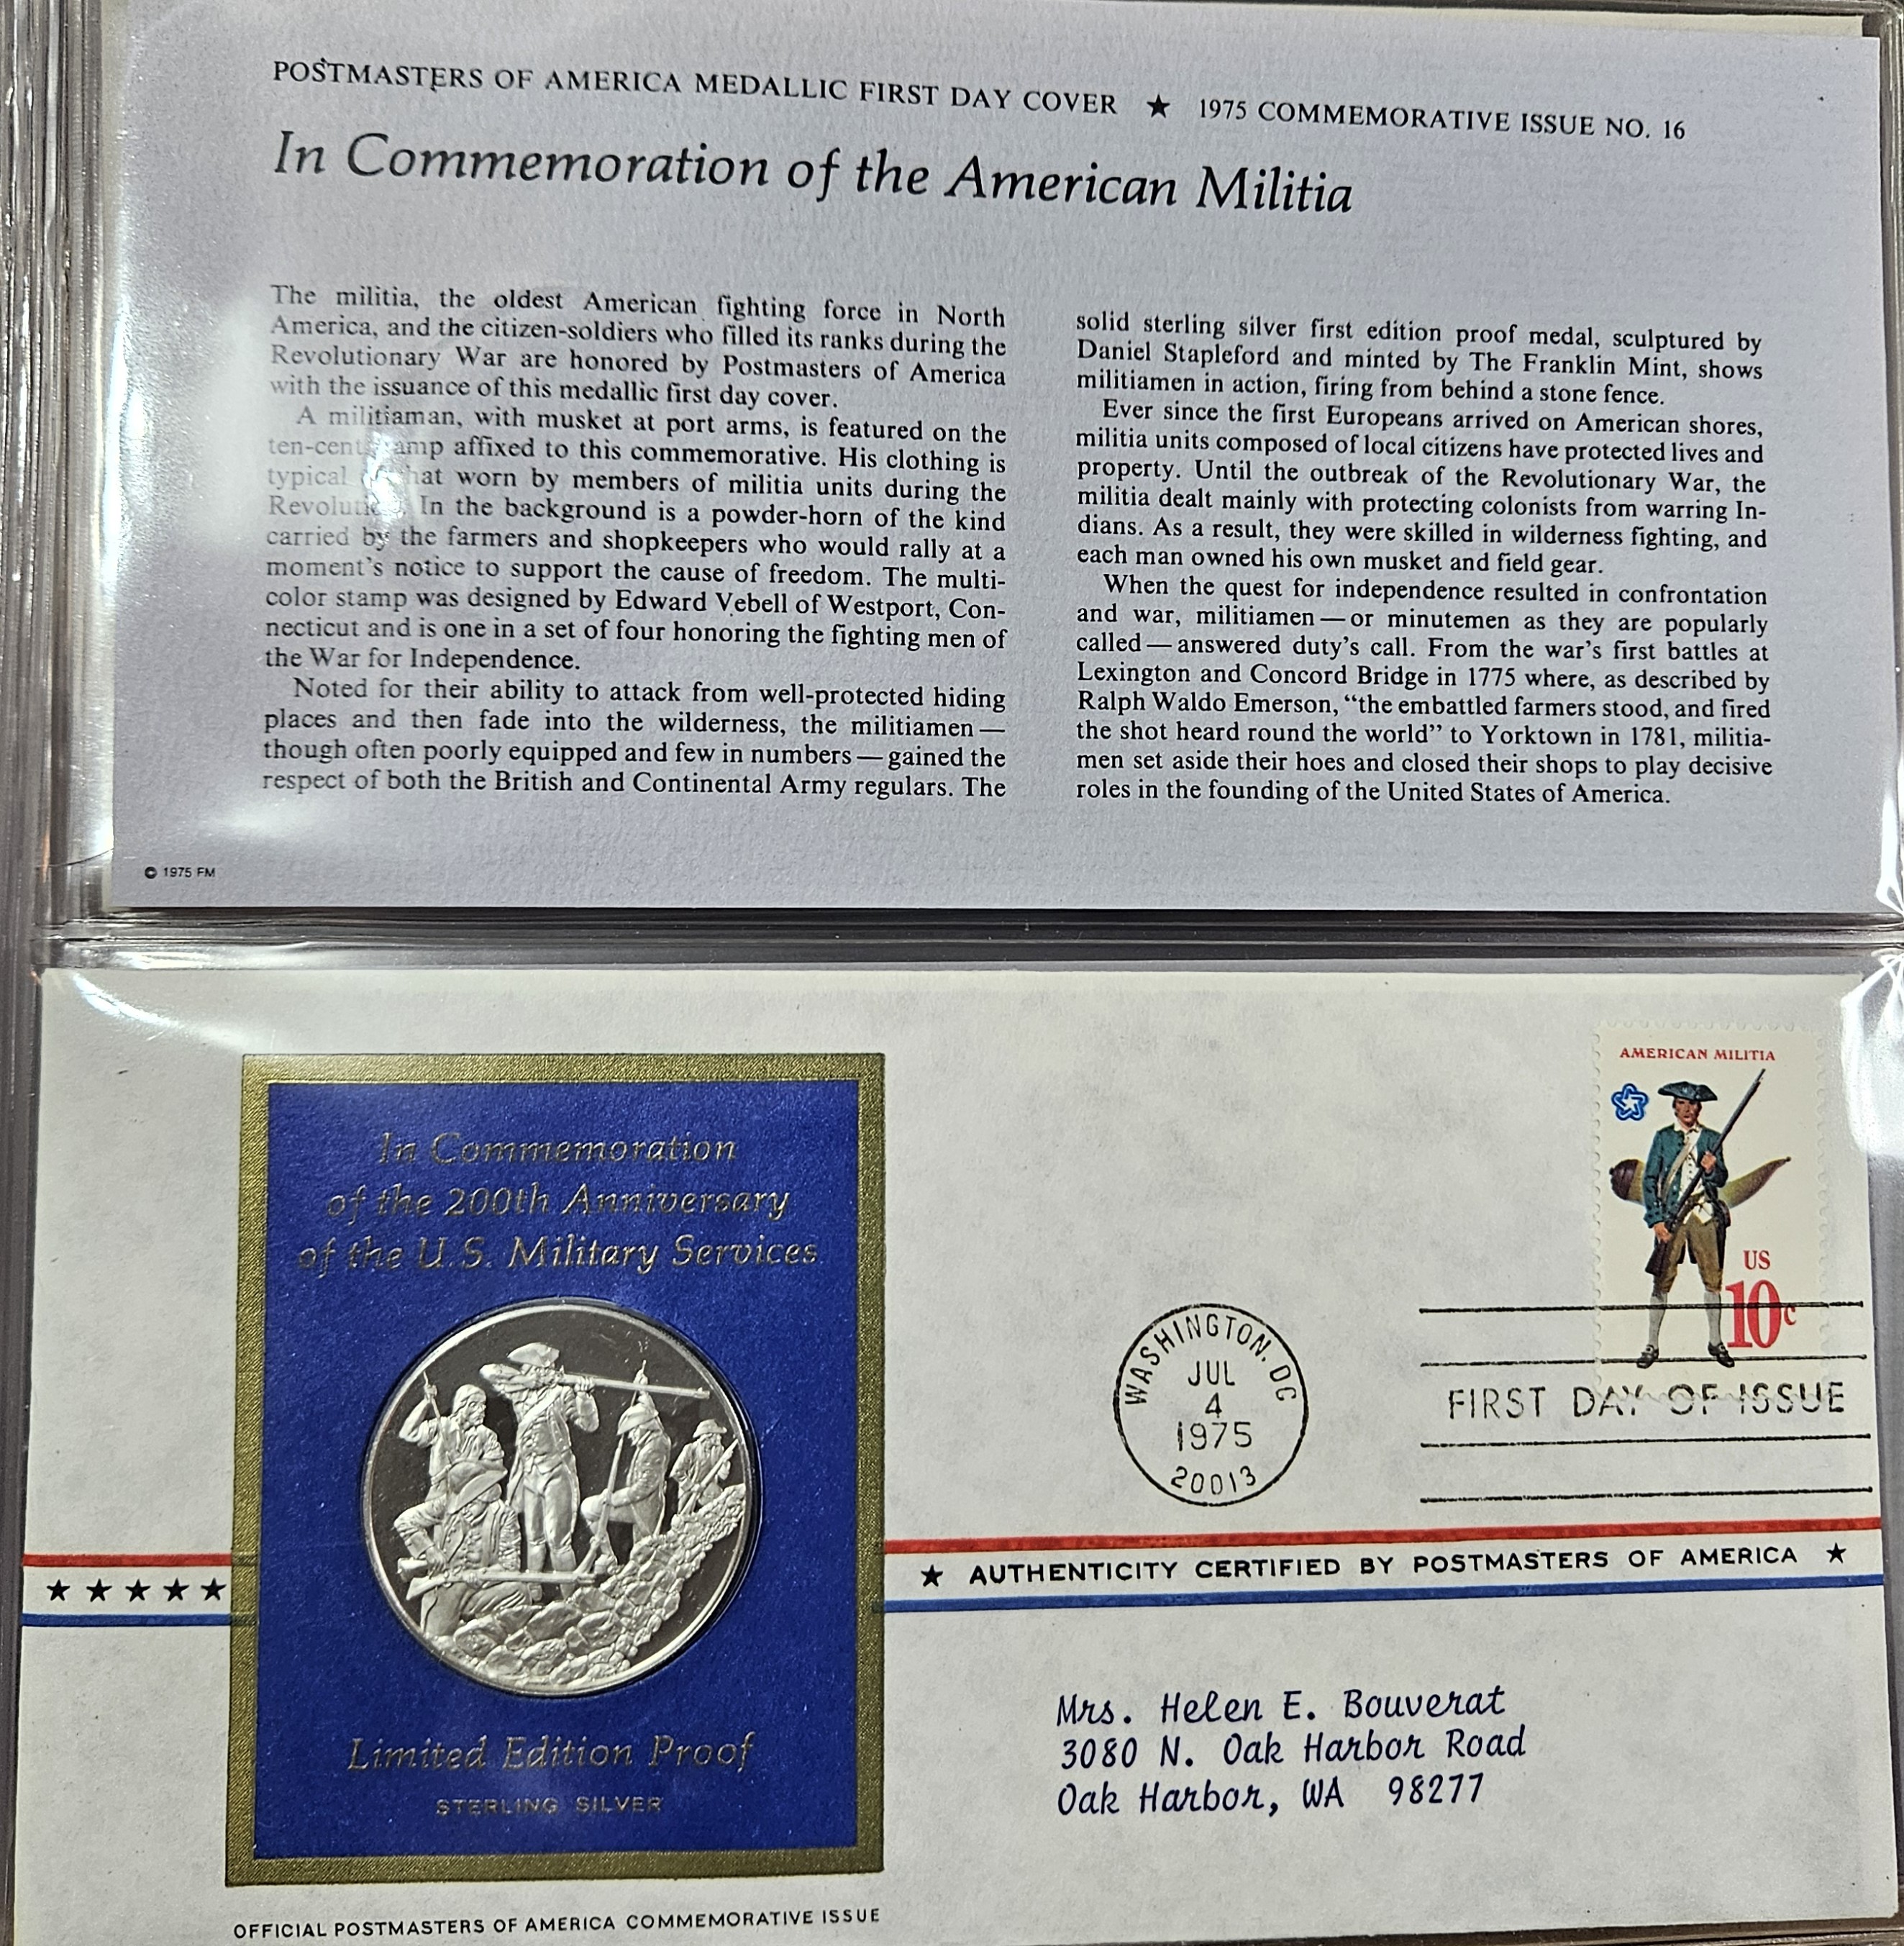 POSTMASTERS OF AMERICA MEDALLIC FIRST DAY COVER ★ 1975 COMMEMORATIVE ISSUE NO. 16
In Commemoration of the American Militia
The militia, the oldest American fighting force in North
America, and the citizen-soldiers who filled its ranks during the
Revolutionary War are honored by Postmasters of America
with the issuance of this medallic first day cover.
A militiaman, with musket at port arms, is featured on the
ten-cent stamp affixed to this commemorative. His clothing is
typical of that worn by members of militia units during the
Revolution. In the background is a powder-horn of the kind
carried by the farmers and shopkeepers who would rally at a
moment's notice to support the cause of freedom. The multi-
color stamp was designed by Edward Vebell of Westport, Con-
necticut and is one in a set of four honoring the fighting men of
the War for Independence.
Noted for their ability to attack from well-protected hiding
places and then fade into the wilderness, the militiamen —
though often poorly equipped and few in numbers — gained the
respect of both the British and Continental Army regulars. The
solid sterling silver first edition proof medal, sculptured by
Daniel Stapleford and minted by The Franklin Mint, shows
militiamen in action, firing from behind a stone fence.
Ever since the first Europeans arrived on American shores,
militia units composed of local citizens have protected lives and
property. Until the outbreak of the Revolutionary War, the
militia dealt mainly with protecting colonists from warring In-
dians. As a result, they were skilled in wilderness fighting, and
each man owned his own musket and field gear.
When the quest for independence resulted in confrontation
and war, militiamen — or minutemen as they are popularly
called — answered duty's call. From the war's first battles at
Lexington and Concord Bridge in 1775 where, as described by
Ralph Waldo Emerson, "the embattled farmers stood, and fired
the shot heard round the world" to Yorktown in 1781, militia-
men set aside their hoes and closed their shops to play decisive
roles in the founding of the United States of America.
© 1975 FM
AMERICAN MILITIA
US
10c
In Commemoration
of the 200th Anniversary
of the U.S. Military Services
WASHINGTON, DC
JUL
4
1975
20013
FIRST DAY OF ISSUE
★ ★ ★ ★ ★
★ AUTHENTICITY CERTIFIED BY POSTMASTERS OF AMERICA ★
Mrs. Helen E. Bouverat
3080 N. Oak Harbor Road
Oak Harbor, WA 98277
Limited Edition Proof
STERLING SILVER
OFFICIAL POSTMASTERS OF AMERICA COMMEMORATIVE ISSUE